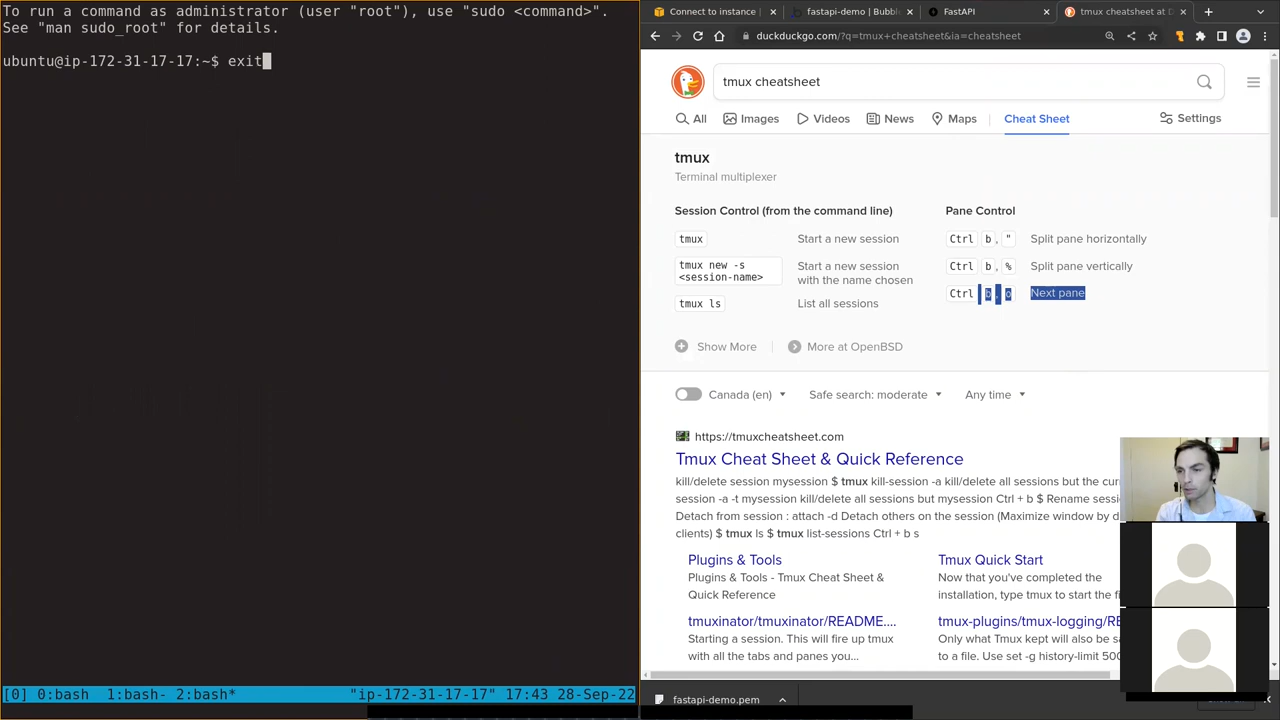 To run a command as administrator (user "root"), use "sudo <command>".
See "man sudo_root" for details.
ubuntu@ip-172-31-17-17:~$ exit
[0] 0:bash  1:bash- 2:bash*
"ip-172-31-17-17" 17:43 28-Sep-22
Connect to instance
fastapi-demo | Bubbl
FastAPI
tmux cheatsheet at D
duckduckgo.com/?q=tmux+cheatsheet&ia=cheatsheet
tmux cheatsheet
All Images Videos News Maps Cheat Sheet Settings
tmux
Terminal multiplexer
Session Control (from the command line)
tmux Start a new session
tmux new -s <session-name>
Start a new session with the name chosen
tmux ls List all sessions
Pane Control
Ctrl b , " Split pane horizontally
Ctrl b , % Split pane vertically
Ctrl b , o Next pane
Show More More at OpenBSD
Canada (en) Safe search: moderate Any time
https://tmuxcheatsheet.com
Tmux Cheat Sheet & Quick Reference
kill/delete session mysession $ tmux kill-session -a kill/delete all sessions but the cur
session -a -t mysession kill/delete all sessions but mysession Ctrl + b $ Rename sessi
Detach from session : attach -d Detach others on the session (Maximize window by d
clients) $ tmux ls $ tmux list-sessions Ctrl + b s
Plugins & Tools
Plugins & Tools - Tmux Cheat Sheet &
Quick Reference
Tmux Quick Start
Now that you've completed the
installation, type tmux to start the fi
tmuxinator/tmuxinator/README....
Starting a session. This will fire up tmux
with all the tabs and panes you...
tmux-plugins/tmux-logging/RE
Only what Tmux kept will also be sa
to a file. Use set -g history-limit 500
fastapi-demo.pem